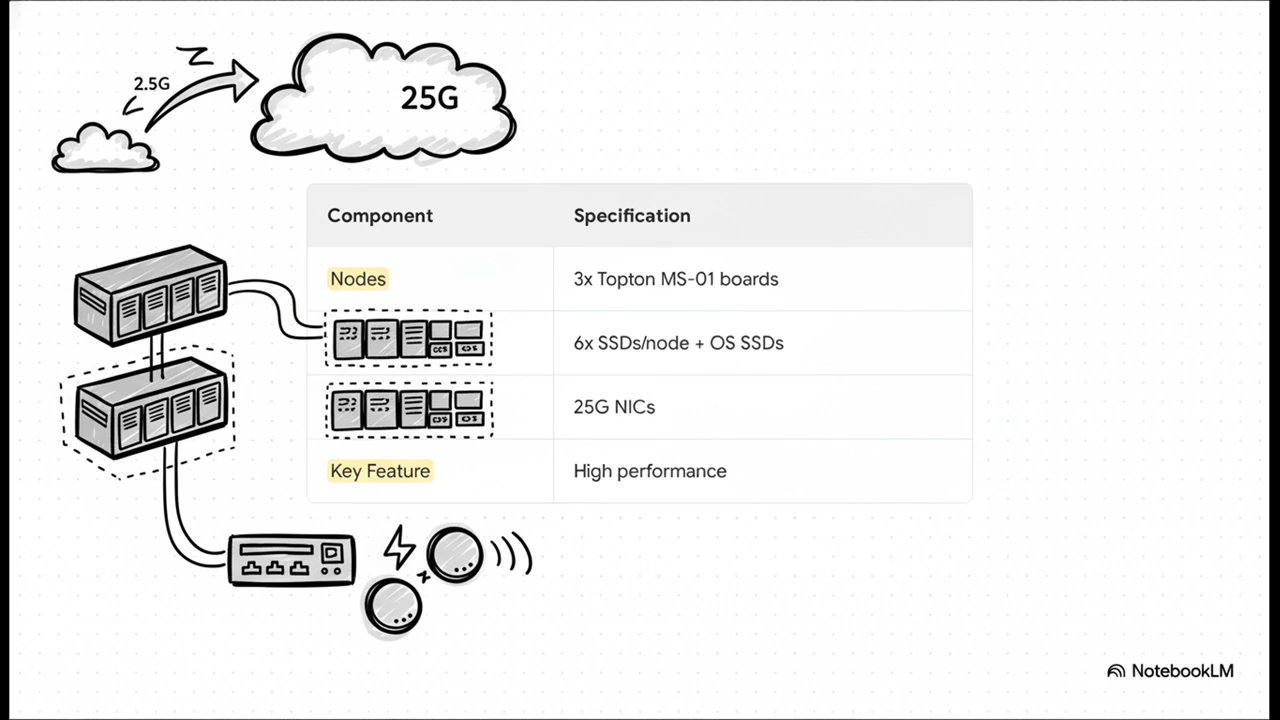 2.5G
25G
Component Specification
Nodes 3x Topton MS-01 boards
6x SSDs/node + OS SSDs
25G NICs
Key Feature High performance
NotebookLM